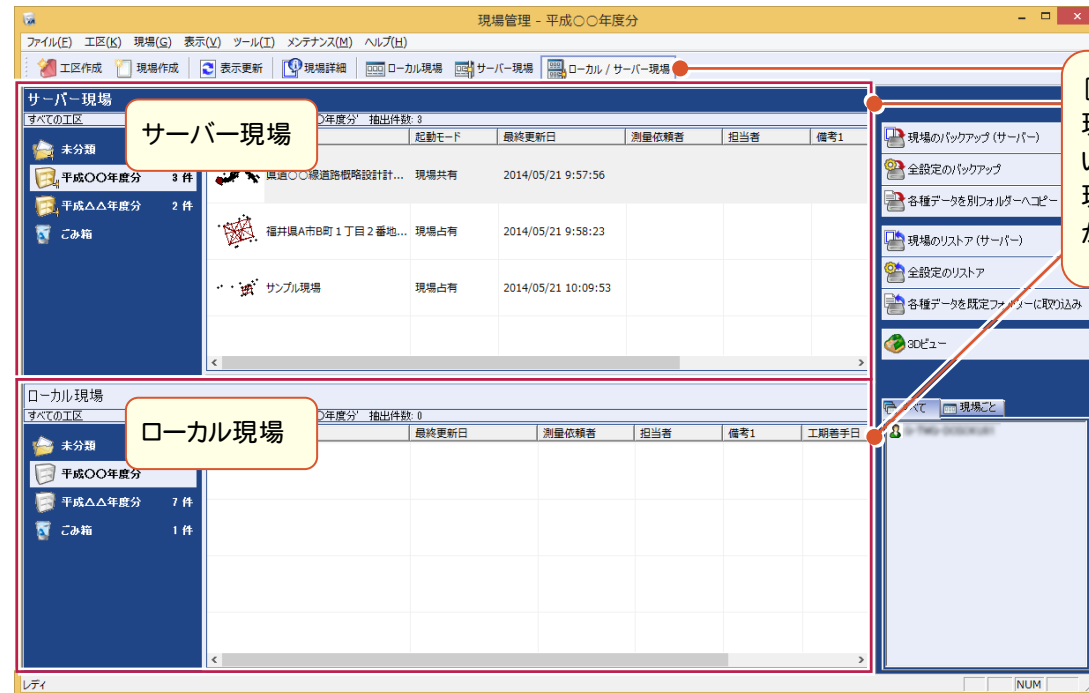 現場管理 - 平成○○年度分
ファイル(F) 工区(K) 現場(G) 表示(V) ツール(T) メンテナンス(M) ヘルプ(H)
工区作成 現場作成 表示更新 現場詳細 ローカル現場 サーバー現場 ローカル / サーバー現場
サーバー現場
すべての工区 ○年度分' 抽出件数: 3
サーバー現場
起動モード 最終更新日 測量依頼者 担当者 備考1
未分類
平成○○年度分 3 件
平成△△年度分 2 件
ごみ箱
県道○○線道路概略設計計... 現場共有 2014/05/21 9:57:56
福井県A市B町1丁目2番地... 現場占有 2014/05/21 9:58:23
サンプル現場 現場占有 2014/05/21 10:09:53
現場のバックアップ (サーバー)
全設定のバックアップ
各種データを別フォルダーへコピー
現場のリストア (サーバー)
全設定のリストア
各種データを既定フォルダーに取り込み
3Dビュー
ローカル現場
すべての工区 ○年度分' 抽出件数: 0
ローカル現場
最終更新日 測量依頼者 担当者 備考1 工期着手日
未分類
平成○○年度分
平成△△年度分 7 件
ごみ箱 1 件
現場ごと
レディ
NUM